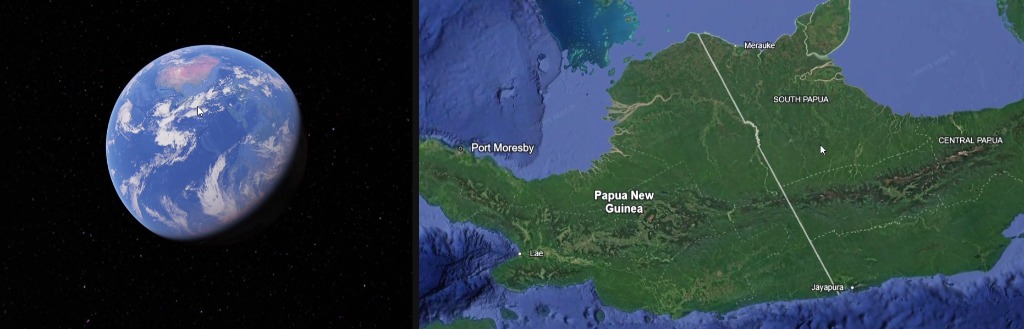 Merauke
SOUTH PAPUA
CENTRAL PAPUA
Port Moresby
Papua New
Guinea
Lae
Jayapura